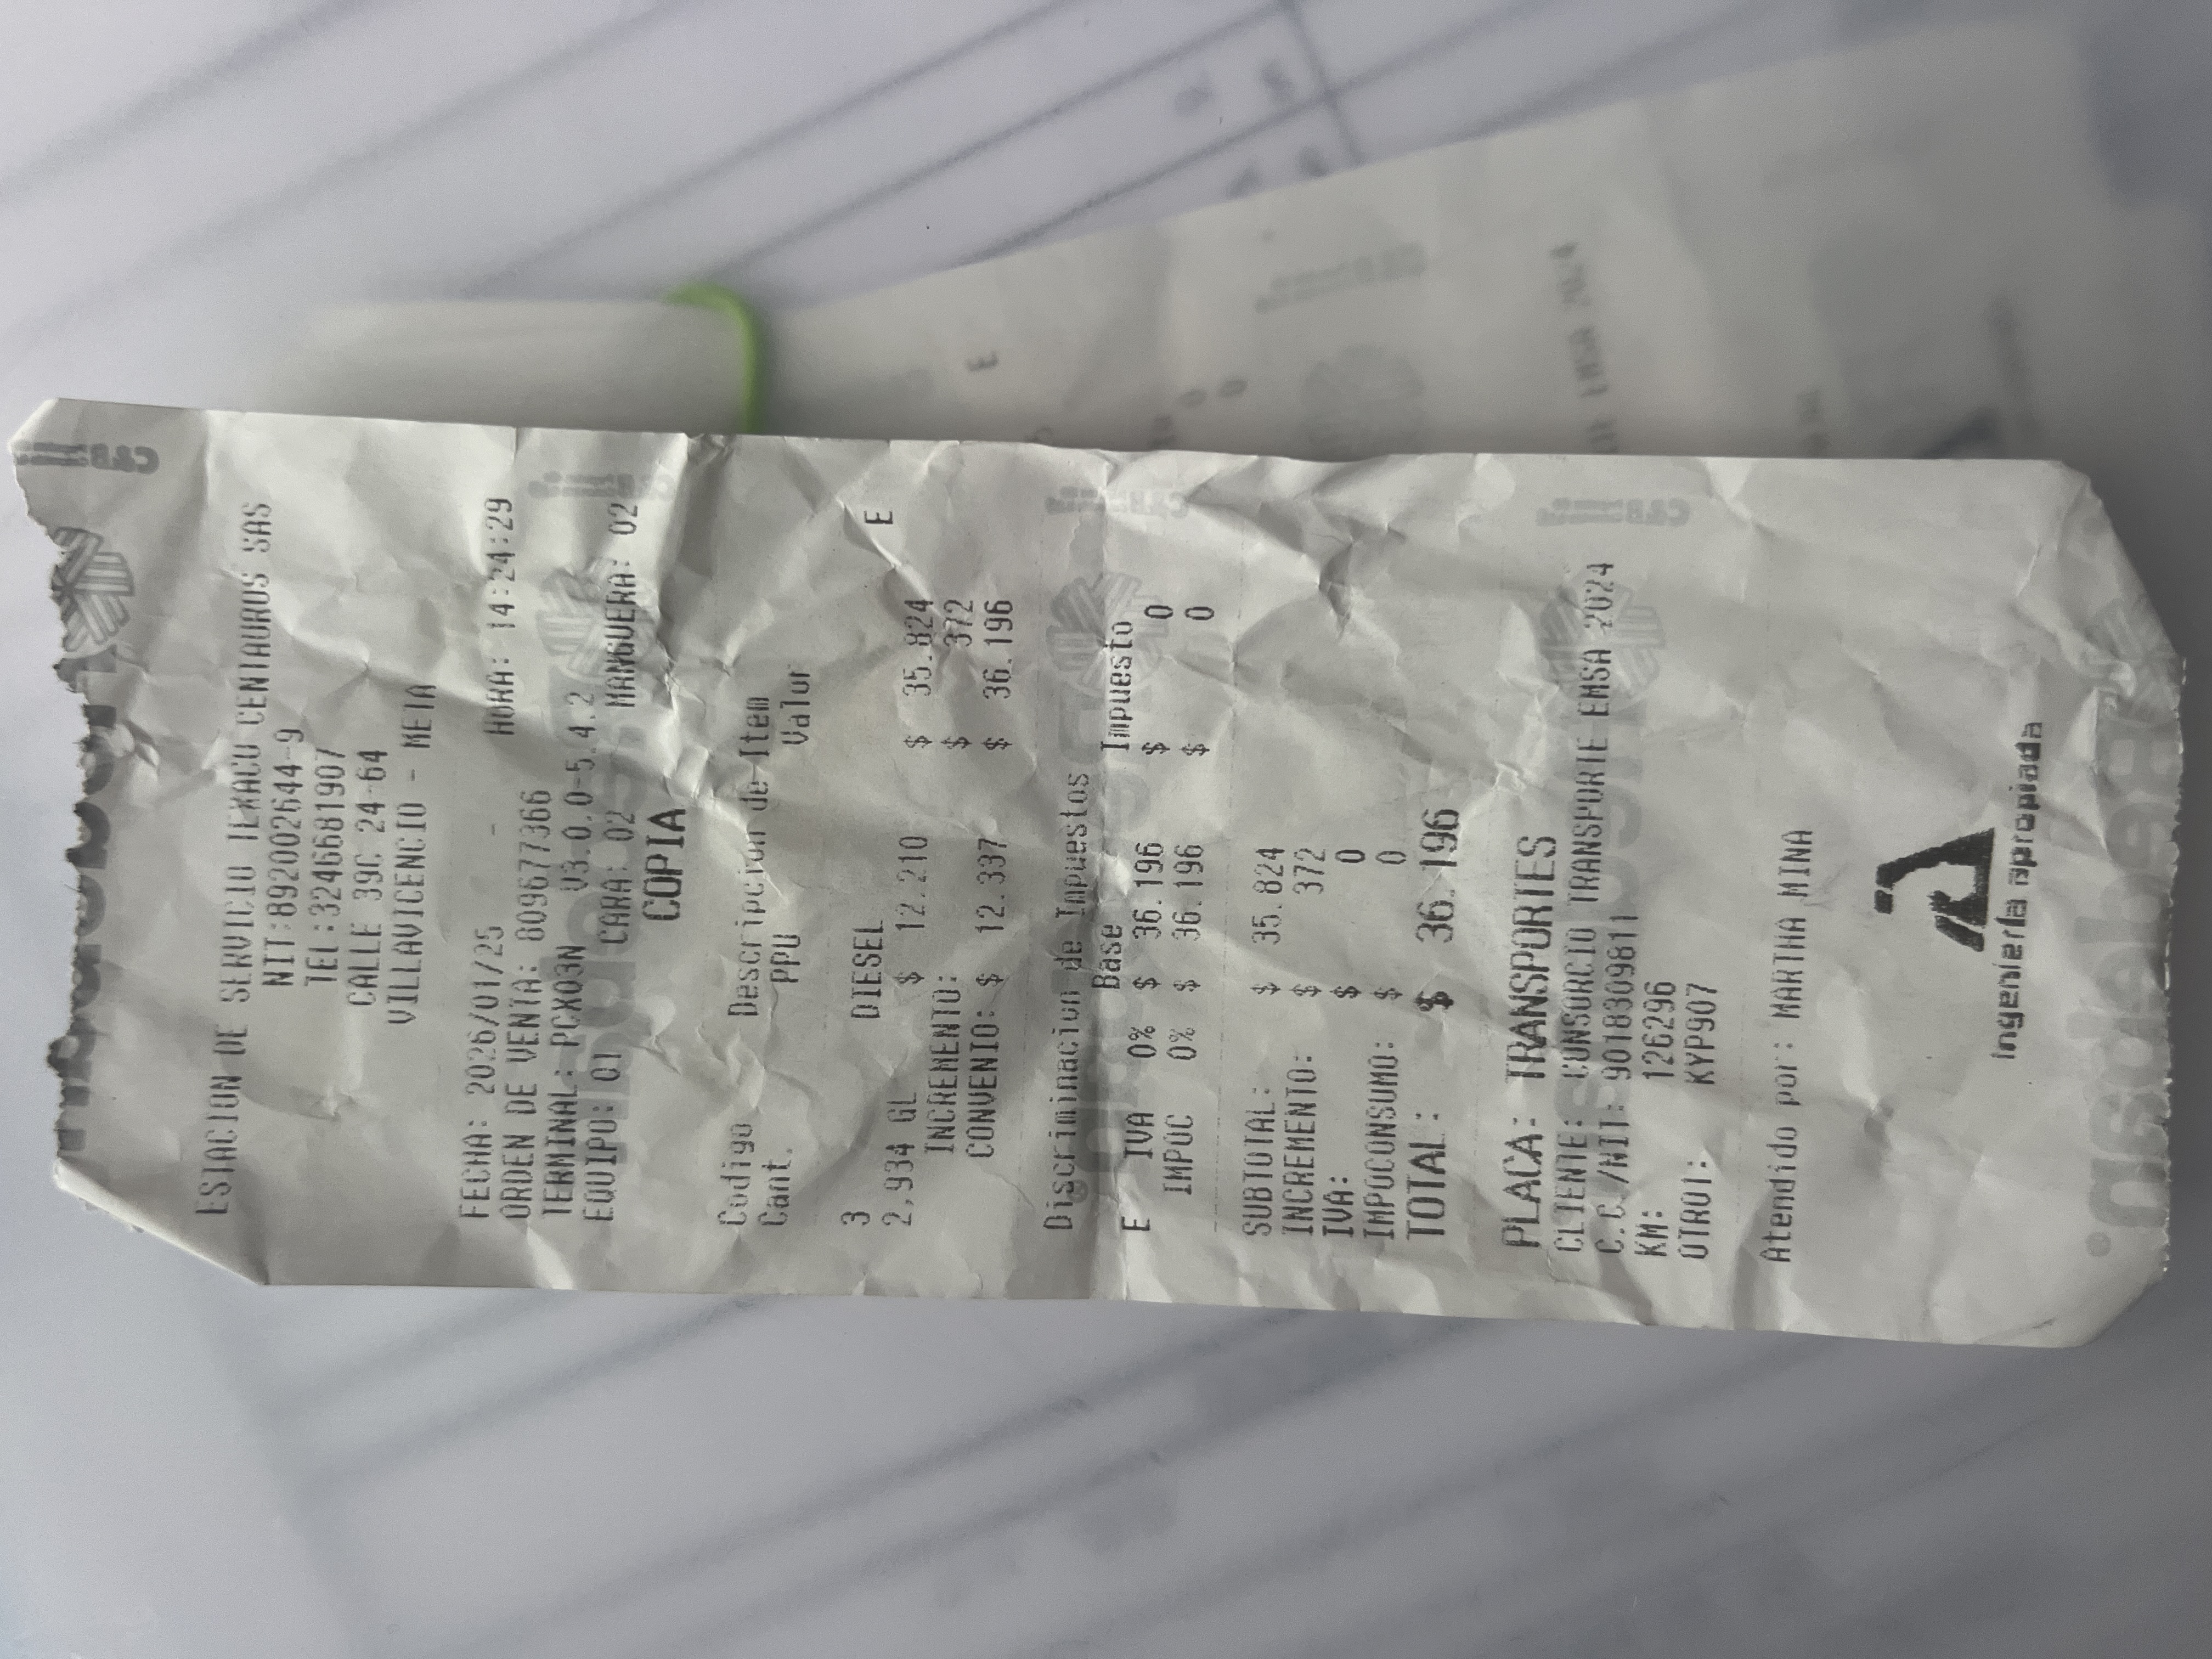 ESTACION DE SERVICIO TEXACO CENTAURUS SAS
NIT:892002644-9
TEL:3246681907
CALLE 39C 24-64
VILLAVICENCIO - META
FECHA: 2026/01/25 - HORA: 14:24:29
ORDEN DE VENTA: 809677366
TERMINAL: PCX03N V3.0.0-5.4.2
EQUIPO: 01 CARA: 02 MANGUERA: 02
COPIA
Codigo Descripcion de Item
Cant. PPU Valor
3 DIESEL E
2,934 GL $ 12.210 $ 35.824
INCREMENTO: $ 372
CONVENIO: $ 12.337 $ 36.196
Discriminacion de Impuestos
Base Impuesto
E IVA 0% $ 36.196 $ 0
IMPOC 0% $ 36.196 $ 0
SUBTOTAL: $ 35.824
INCREMENTO: $ 372
IVA: $ 0
IMPOCONSUMO: $ 0
TOTAL: $ 36.196
PLACA: TRANSPORTES
CLIENTE: CONSORCIO TRANSPORTE EMSA 2024
C.C./NIT: 9018309811
KM: 126296
OTRO1: KYP907
Atendido por: MARTHA MINA
ingeniería apropiada